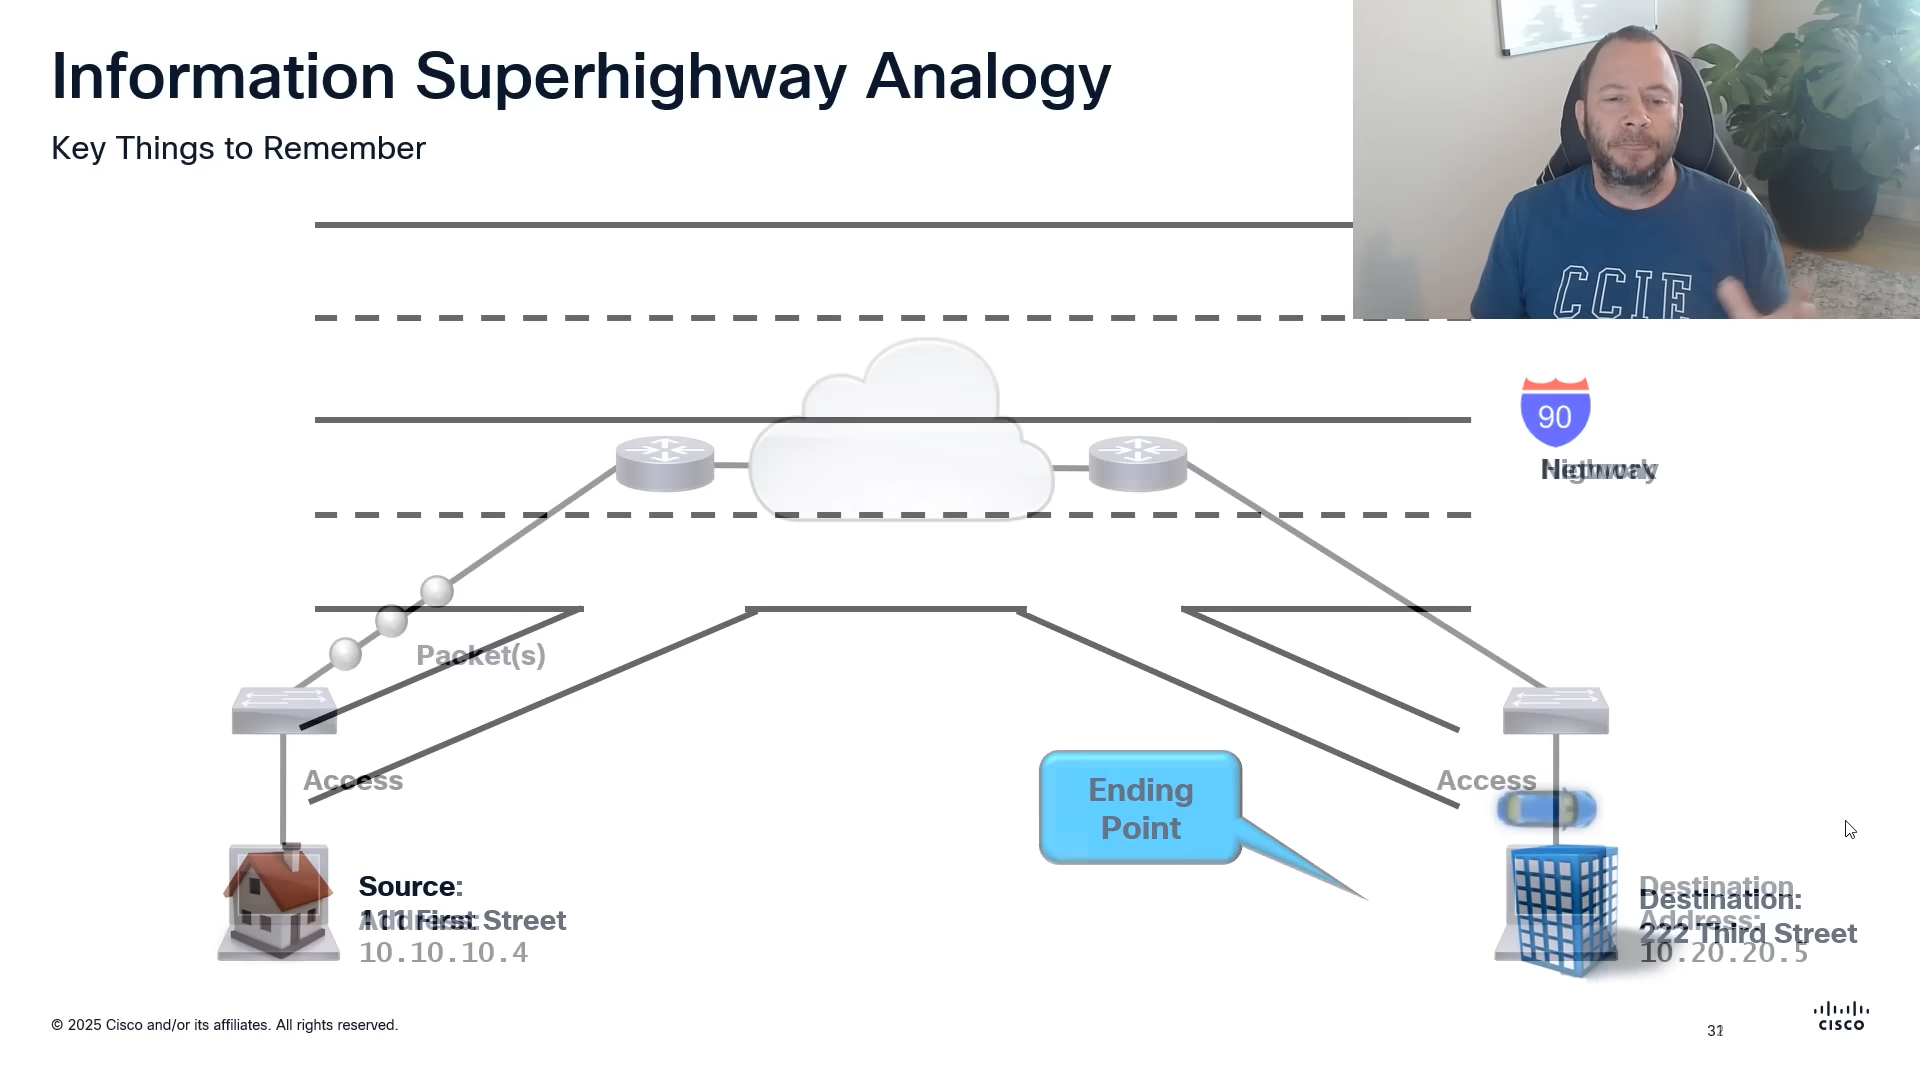 Information Superhighway Analogy
Key Things to Remember
CCIE
90
Highway
Network
Packet(s)
Access
Access
Ending
Point
Source:
111 First Street
Address:
10.10.10.4
Destination
Address:
10.20.20.5
Destination:
222 Third Street
© 2025 Cisco and/or its affiliates. All rights reserved.
CISCO